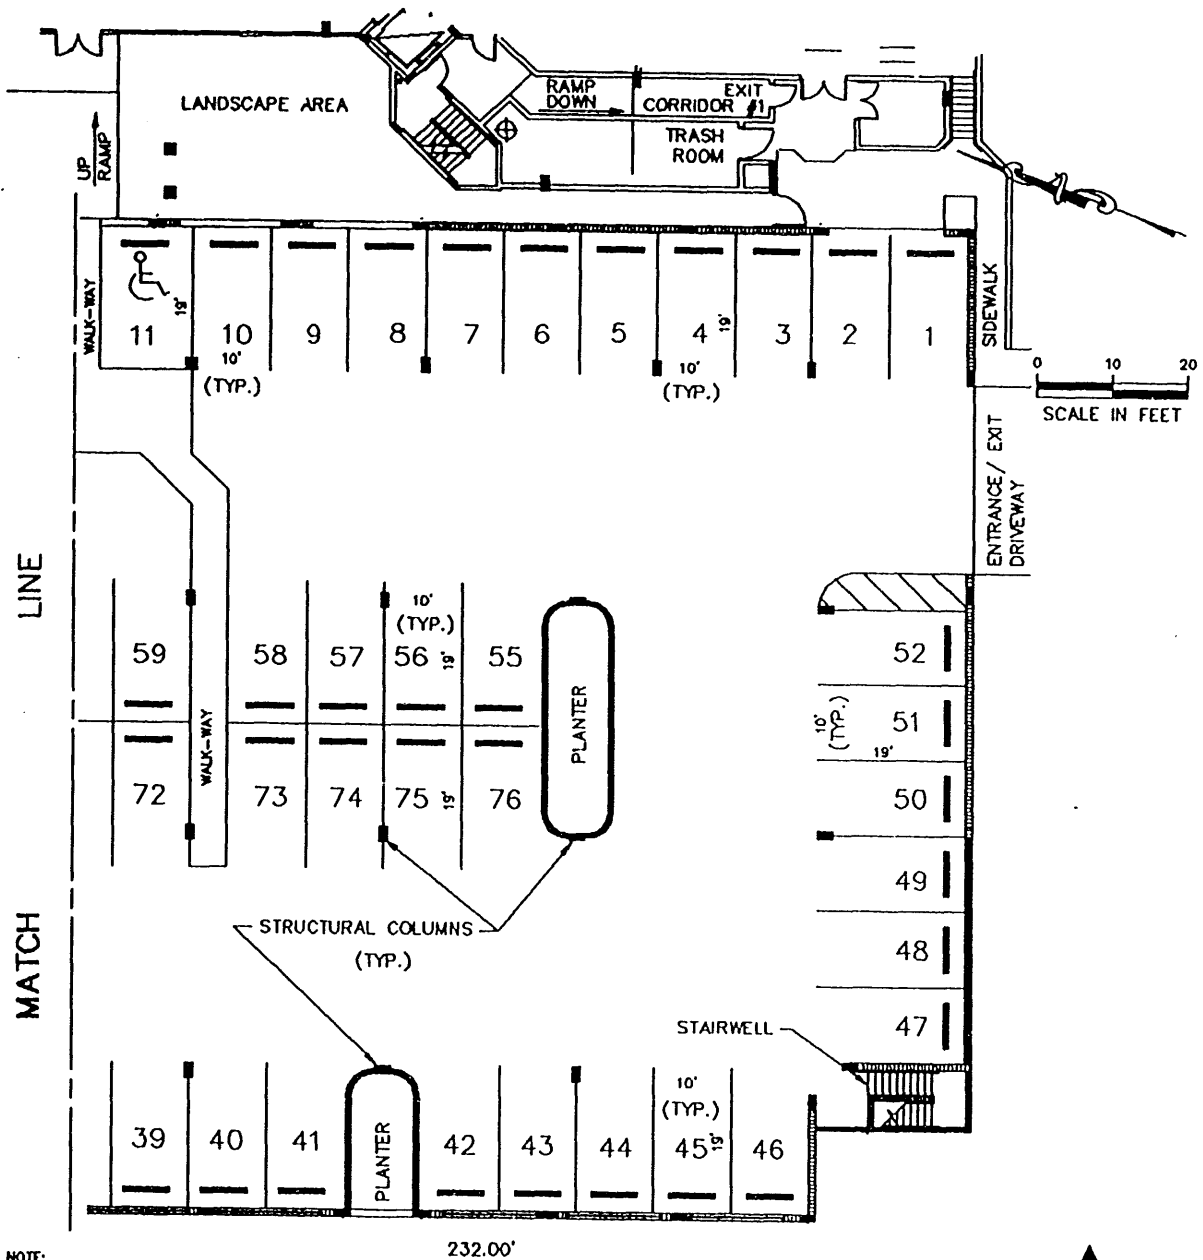 LANDSCAPE AREA
RAMP
DOWN
EXIT
#1
CORRIDOR
TRASH
ROOM
UP
RAMP
WALK-WAY
19'
11
10
9
8
7
6
5
4
19'
3
2
1
10'
(TYP.)
10'
(TYP.)
SIDEWALK
0 10 20
SCALE IN FEET
ENTRANCE/ EXIT
DRIVEWAY
LINE
MATCH
10'
(TYP.)
59
58
57
56
19'
55
WALK-WAY
PLANTER
72
73
74
75
19'
76
52
51
10'
(TYP.)
19'
50
49
48
47
STRUCTURAL COLUMNS
(TYP.)
STAIRWELL
10'
(TYP.)
39
40
41
PLANTER
42
43
44
45
19'
46
232.00'
NOTE: